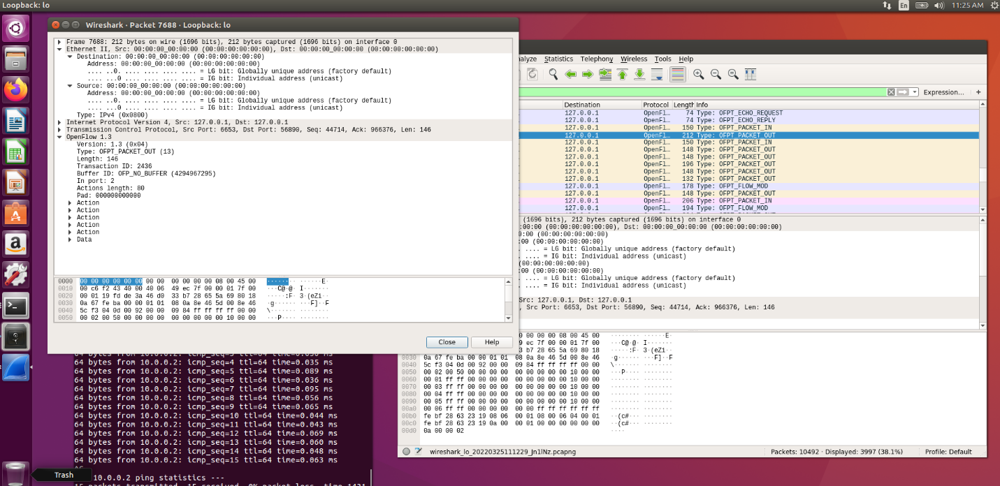 Loopback: lo
En
11:25 AM
Wireshark · Packet 7688 · Loopback: lo
Frame 7688: 212 bytes on wire (1696 bits), 212 bytes captured (1696 bits) on interface 0
Ethernet II, Src: 00:00:00_00:00:00 (00:00:00:00:00:00), Dst: 00:00:00_00:00:00 (00:00:00:00:00:00)
Destination: 00:00:00_00:00:00 (00:00:00:00:00:00)
Address: 00:00:00_00:00:00 (00:00:00:00:00:00)
.... ..0. .... .... .... .... = LG bit: Globally unique address (factory default)
.... ...0 .... .... .... .... = IG bit: Individual address (unicast)
Source: 00:00:00_00:00:00 (00:00:00:00:00:00)
Address: 00:00:00_00:00:00 (00:00:00:00:00:00)
.... ..0. .... .... .... .... = LG bit: Globally unique address (factory default)
.... ...0 .... .... .... .... = IG bit: Individual address (unicast)
Type: IPv4 (0x0800)
Internet Protocol Version 4, Src: 127.0.0.1, Dst: 127.0.0.1
Transmission Control Protocol, Src Port: 6653, Dst Port: 56890, Seq: 44714, Ack: 966376, Len: 146
OpenFlow 1.3
Version: 1.3 (0x04)
Type: OFPT_PACKET_OUT (13)
Length: 146
Transaction ID: 2436
Buffer ID: OFP_NO_BUFFER (4294967295)
In port: 2
Actions length: 80
Pad: 000000000000
Action
Action
Action
Action
Action
Data
0000 00 00 00 00 00 00 00 00 00 00 00 00 08 00 45 00 ········ ······E·
0010 00 c6 f2 43 40 00 40 06 49 ec 7f 00 00 01 7f 00 ···C@·@· I·······
0020 00 01 19 fd de 3a 46 d0 33 b7 28 65 5a 69 80 18 ·····:F· 3·(eZi··
0030 0a 67 fe ba 00 00 01 01 08 0a 8e 46 5d 00 8e 46 ·g······ ···F]··F
0040 5c f3 04 0d 00 92 00 00 09 84 ff ff ff ff 00 00 \······· ········
0050 00 02 00 50 00 00 00 00 00 00 00 00 00 10 00 00 ···P···· ········
Close
Help
alyze Statistics Telephony Wireless Tools Help
Expression... +
Destination Protocol Length Info
127.0.0.1 OpenFl… 74 Type: OFPT_ECHO_REQUEST
127.0.0.1 OpenFl… 74 Type: OFPT_ECHO_REPLY
127.0.0.1 OpenFl… 150 Type: OFPT_PACKET_IN
127.0.0.1 OpenFl… 212 Type: OFPT_PACKET_OUT
127.0.0.1 OpenFl… 150 Type: OFPT_PACKET_IN
127.0.0.1 OpenFl… 148 Type: OFPT_PACKET_OUT
127.0.0.1 OpenFl… 148 Type: OFPT_PACKET_OUT
127.0.0.1 OpenFl… 196 Type: OFPT_PACKET_OUT
127.0.0.1 OpenFl… 148 Type: OFPT_PACKET_OUT
127.0.0.1 OpenFl… 132 Type: OFPT_PACKET_OUT
127.0.0.1 OpenFl… 178 Type: OFPT_FLOW_MOD
127.0.0.1 OpenFl… 148 Type: OFPT_PACKET_OUT
127.0.0.1 OpenFl… 206 Type: OFPT_PACKET_IN
127.0.0.1 OpenFl… 194 Type: OFPT_FLOW_MOD
(1696 bits), 212 bytes captured (1696 bits) on interface 0
:00:00 (00:00:00:00:00:00), Dst: 00:00:00_00:00:00 (00:00:00:00:00:00)
0:00 (00:00:00:00:00:00)
00 (00:00:00:00:00:00)
. .... = LG bit: Globally unique address (factory default)
. .... = IG bit: Individual address (unicast)
(00:00:00:00:00:00)
00 (00:00:00:00:00:00)
. .... = LG bit: Globally unique address (factory default)
. .... = IG bit: Individual address (unicast)
Src: 127.0.0.1, Dst: 127.0.0.1
, Src Port: 6653, Dst Port: 56890, Seq: 44714, Ack: 966376, Len: 146
00 00 00 00 08 00 45 00 ········ ······E·
9 ec 7f 00 00 01 7f 00 ···C@·@· I·······
3 b7 28 65 5a 69 80 18 ·····:F· 3·(eZi··
0030 0a 67 fe ba 00 00 01 01 08 0a 8e 46 5d 00 8e 46 ·g······ ···F]··F
0040 5c f3 04 0d 00 92 00 00 09 84 ff ff ff ff 00 00 \······· ········
0050 00 02 00 50 00 00 00 00 00 00 00 00 00 10 00 00 ···P···· ········
0060 00 01 ff ff 00 00 00 00 00 00 00 00 00 10 00 00 ········ ········
0070 00 03 ff ff 00 00 00 00 00 00 00 00 00 10 00 00 ········ ········
0080 00 04 ff ff 00 00 00 00 00 00 00 00 00 10 00 00 ········ ········
0090 00 05 ff ff 00 00 00 00 00 00 00 00 00 10 00 00 ········ ········
00a0 00 06 ff ff 00 00 00 00 00 00 ff ff ff ff ff ff ········ ········
00b0 fe bf 28 63 23 19 08 06 00 01 08 00 06 04 00 01 ··(c#··· ········
00c0 fe bf 28 63 23 19 0a 00 00 01 00 00 00 00 00 00 ··(c#··· ········
00d0 0a 00 00 02 ····
64 bytes from 10.0.0.2: icmp_seq=4 ttl=64 time=0.035 ms
64 bytes from 10.0.0.2: icmp_seq=5 ttl=64 time=0.089 ms
64 bytes from 10.0.0.2: icmp_seq=6 ttl=64 time=0.036 ms
64 bytes from 10.0.0.2: icmp_seq=7 ttl=64 time=0.095 ms
64 bytes from 10.0.0.2: icmp_seq=8 ttl=64 time=0.056 ms
64 bytes from 10.0.0.2: icmp_seq=9 ttl=64 time=0.065 ms
64 bytes from 10.0.0.2: icmp_seq=10 ttl=64 time=0.044 ms
64 bytes from 10.0.0.2: icmp_seq=11 ttl=64 time=0.043 ms
64 bytes from 10.0.0.2: icmp_seq=12 ttl=64 time=0.069 ms
64 bytes from 10.0.0.2: icmp_seq=13 ttl=64 time=0.060 ms
64 bytes from 10.0.0.2: icmp_seq=14 ttl=64 time=0.048 ms
64 bytes from 10.0.0.2: icmp_seq=15 ttl=64 time=0.063 ms
10.0.0.2 ping statistics ---
Trash
wireshark_lo_20220325111229_Jn1lNz.pcapng
Packets: 10492 · Displayed: 3997 (38.1%)
Profile: Default